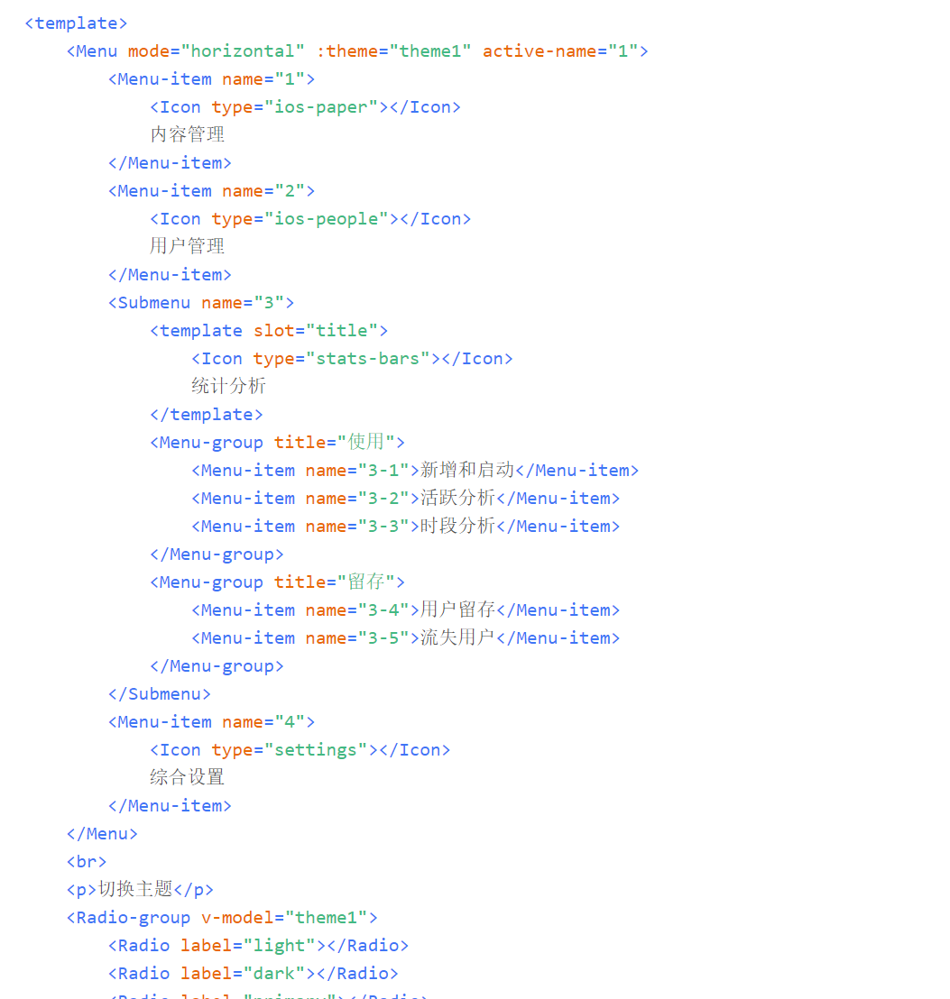 <template>
    <Menu mode="horizontal" :theme="theme1" active-name="1">
        <Menu-item name="1">
            <Icon type="ios-paper"></Icon>
            内容管理
        </Menu-item>
        <Menu-item name="2">
            <Icon type="ios-people"></Icon>
            用户管理
        </Menu-item>
        <Submenu name="3">
            <template slot="title">
                <Icon type="stats-bars"></Icon>
                统计分析
            </template>
            <Menu-group title="使用">
                <Menu-item name="3-1">新增和启动</Menu-item>
                <Menu-item name="3-2">活跃分析</Menu-item>
                <Menu-item name="3-3">时段分析</Menu-item>
            </Menu-group>
            <Menu-group title="留存">
                <Menu-item name="3-4">用户留存</Menu-item>
                <Menu-item name="3-5">流失用户</Menu-item>
            </Menu-group>
        </Submenu>
        <Menu-item name="4">
            <Icon type="settings"></Icon>
            综合设置
        </Menu-item>
    </Menu>
    <br>
    <p>切换主题</p>
    <Radio-group v-model="theme1">
        <Radio label="light"></Radio>
        <Radio label="dark"></Radio>
        <Radio label="primary"></Radio>